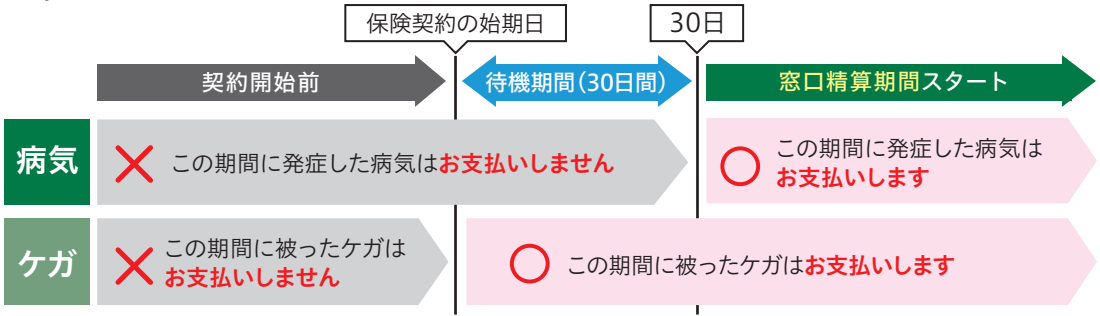 保険契約の始期日
30日
契約開始前
待機期間(30日間)
窓口精算期間スタート
病気
この期間に発症した病気はお支払いしません
この期間に発症した病気は
お支払いします
ケガ
この期間に被ったケガは
お支払いしません
この期間に被ったケガはお支払いします